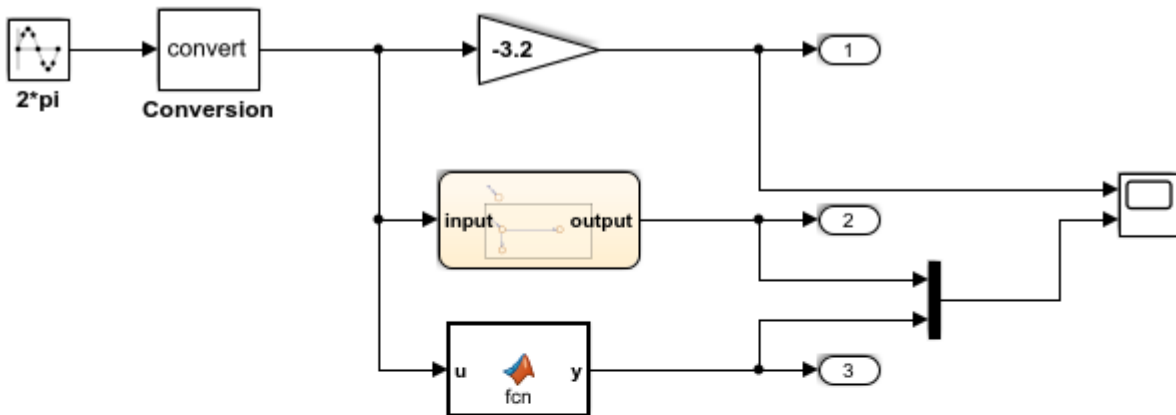 convert
-3.2
1
2*pi
Conversion
input
output
2
u
y
fcn
3